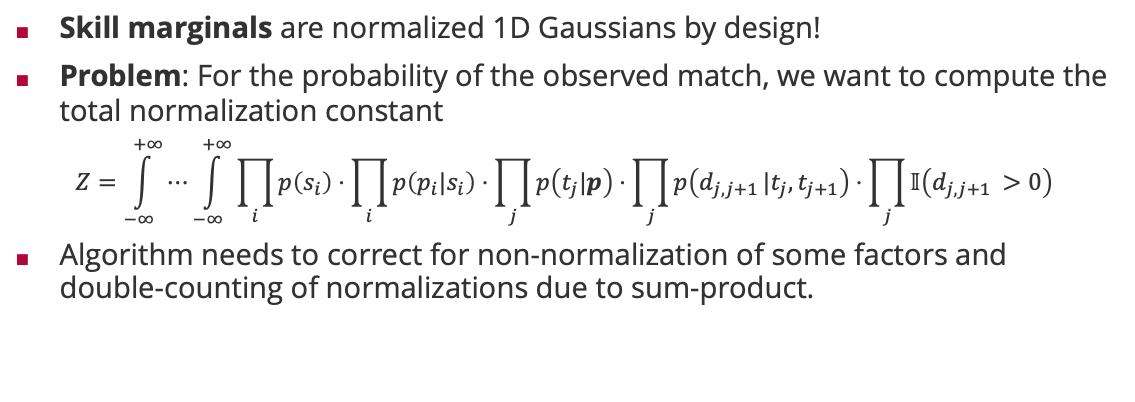 ▪ Skill marginals are normalized 1D Gaussians by design!
▪ Problem: For the probability of the observed match, we want to compute the
total normalization constant
Z = ∫_{−∞}^{+∞} ⋯ ∫_{−∞}^{+∞} ∏_i p(s_i) · ∏_i p(p_i|s_i) · ∏_j p(t_j|𝒑) · ∏_j p(d_{j,j+1} |t_j, t_{j+1}) · ∏_j 𝕀(d_{j,j+1} > 0)
▪ Algorithm needs to correct for non-normalization of some factors and
double-counting of normalizations due to sum-product.